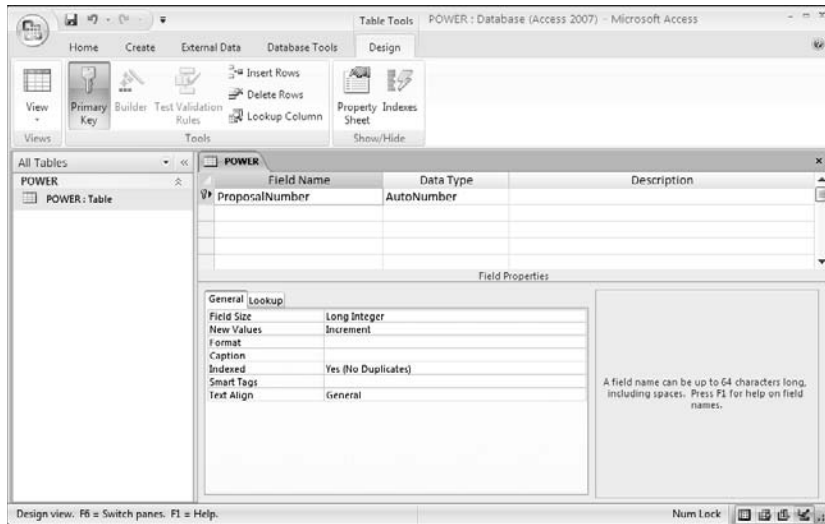 Table Tools POWER : Database (Access 2007) - Microsoft Access
Home Create External Data Database Tools Design
View
Primary Key
Builder
Test Validation Rules
Insert Rows
Delete Rows
Lookup Column
Property Sheet
Indexes
Views Tools Show/Hide
All Tables
POWER
POWER : Table
POWER
Field Name Data Type Description
ProposalNumber AutoNumber
Field Properties
General Lookup
Field Size Long Integer
New Values Increment
Format
Caption
Indexed Yes (No Duplicates)
Smart Tags
Text Align General
A field name can be up to 64 characters long,
including spaces. Press F1 for help on field
names.
Design view. F6 = Switch panes. F1 = Help. Num Lock